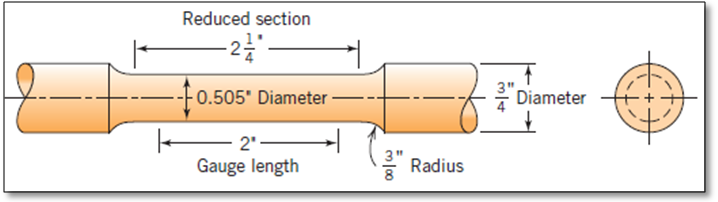 Reduced section
2 1/4"
0.505" Diameter
3/4" Diameter
2"
Gauge length
3/8" Radius